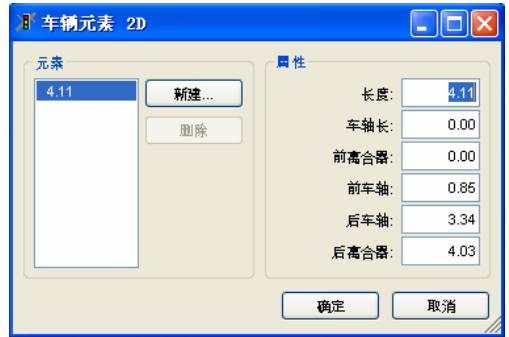 车辆元素 2D
元素
4.11
新建...
删除
属性
长度: 4.11
车轴长: 0.00
前离合器: 0.00
前车轴: 0.85
后车轴: 3.34
后离合器: 4.03
确定
取消